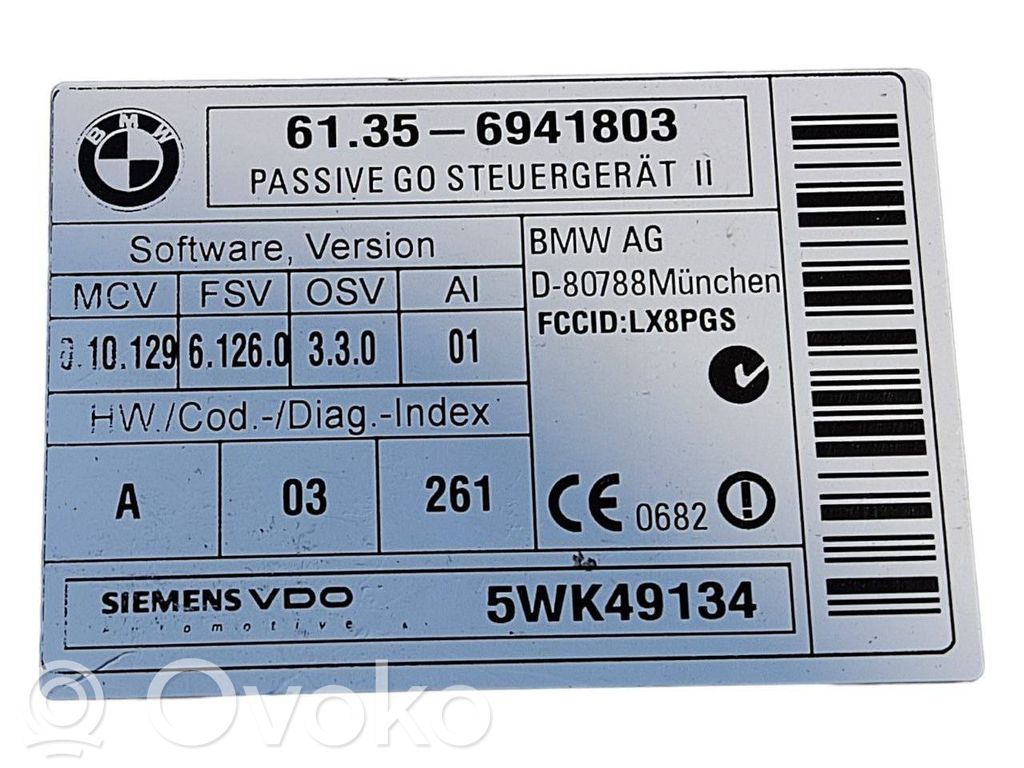 BMW
61.35-6941803
PASSIVE GO STEUERGERÄT II
Software, Version
MCV FSV OSV AI
10.129 6.126.0 3.3.0 01
HW./Cod.-/Diag.-Index
A 03 261
BMW AG
D-80788München
FCCID:LX8PGS
CE 0682
SIEMENS VDO
5WK49134
Ovoko